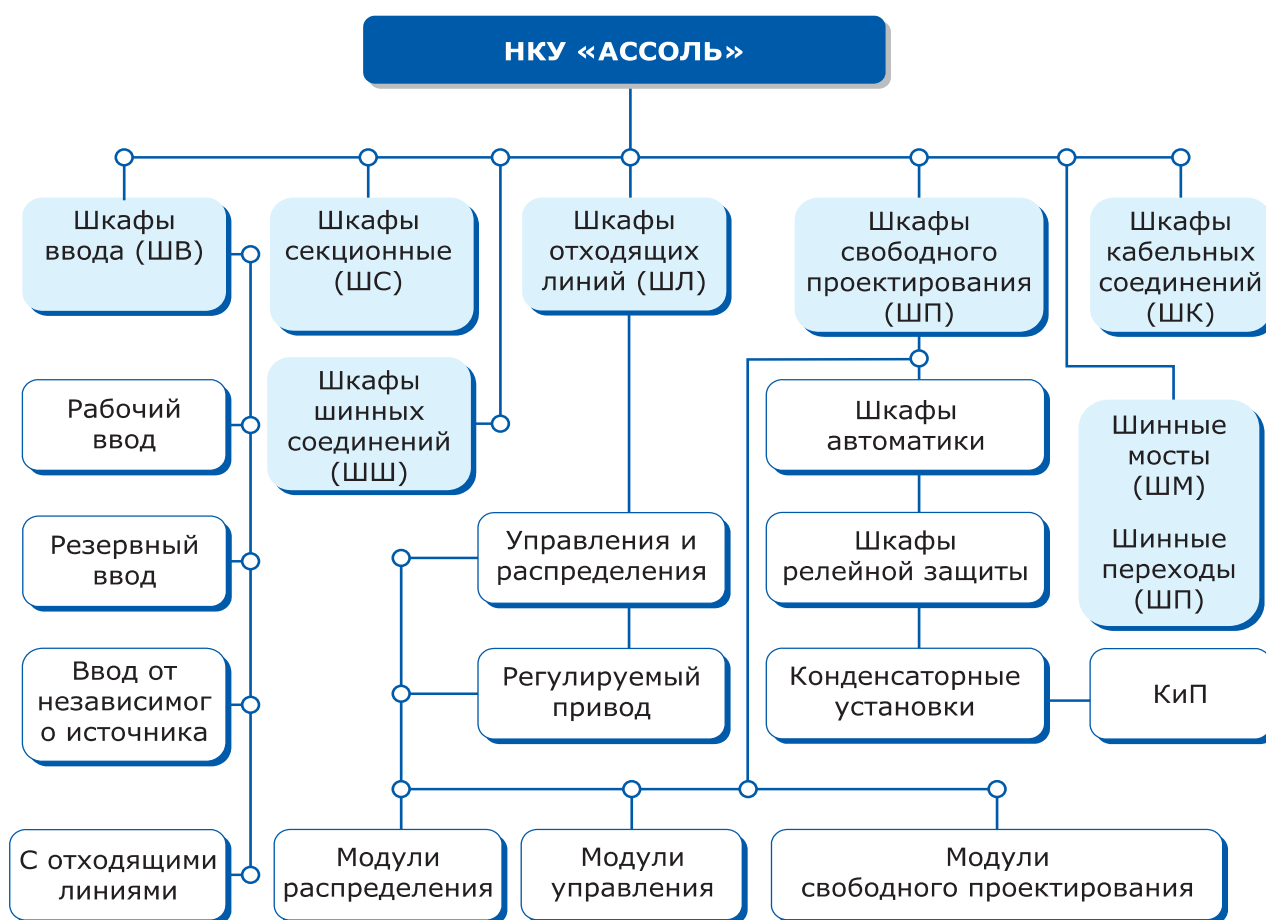 НКУ «АССОЛЬ»
Шкафы
ввода (ШВ)
Шкафы
секционные
(ШС)
Шкафы
отходящих
линий (ШЛ)
Шкафы
свободного
проектирования
(ШП)
Шкафы
кабельных
соединений
(ШК)
Шкафы
шинных
соединений
(ШШ)
Рабочий
ввод
Шкафы
автоматики
Шинные
мосты
(ШМ)
Шинные
переходы
(ШП)
Резервный
ввод
Управления и
распределения
Шкафы
релейной защиты
Ввод от
независимог
о источника
Регулируемый
привод
Конденсаторные
установки
КиП
С отходящими
линиями
Модули
распределения
Модули
управления
Модули
свободного проектирования